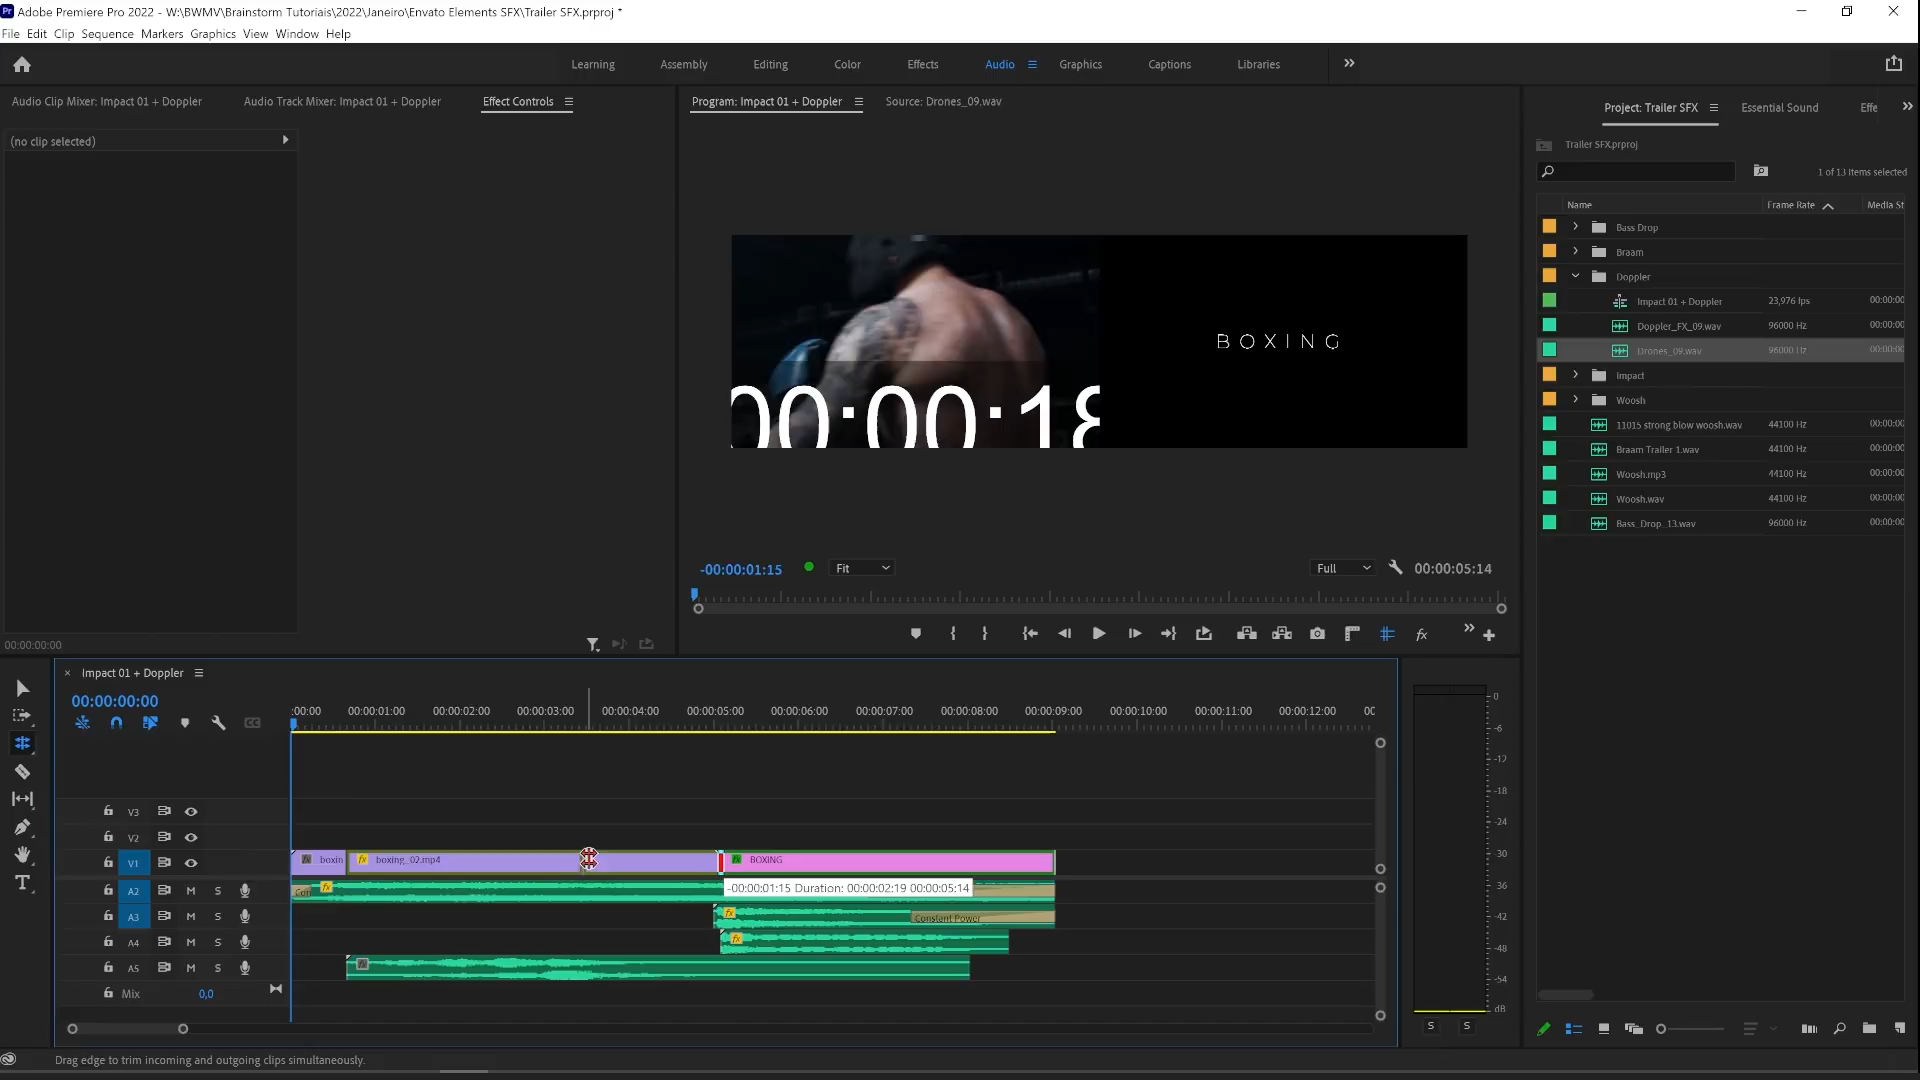 Adobe Premiere Pro 2022 - W:\BWMV\Brainstorm Tutoriais\2022\Janeiro\Envato Elements SFX\Trailer SFX.prproj *
File Edit Clip Sequence Markers Graphics View Window Help
Learning Assembly Editing Color Effects Audio Graphics Captions Libraries
Audio Clip Mixer: Impact 01 + Doppler Audio Track Mixer: Impact 01 + Doppler Effect Controls
Program: Impact 01 + Doppler Source: Drones_09.wav
Project: Trailer SFX Essential Sound Effe
(no clip selected)
Trailer SFX.prproj
1 of 13 items selected
Name Frame Rate Media St
Bass Drop
Braam
Doppler
Impact 01 + Doppler 23,976 fps 00:00:00
Doppler_FX_09.wav 96000 Hz 00:00:00
Drones_09.wav 96000 Hz 00:00:00
Impact
Woosh
11015 strong blow woosh.wav 44100 Hz 00:00:00
Braam Trailer 1.wav 44100 Hz 00:00:00
Woosh.mp3 44100 Hz 00:00:00
Woosh.wav 44100 Hz 00:00:00
Bass_Drop_13.wav 96000 Hz 00:00:00
BOXING
00:00:18
-00:00:01:15 Fit Full 00:00:05:14
00:00:00:00
Impact 01 + Doppler
00:00:00:00
:00:00 00:00:01:00 00:00:02:00 00:00:03:00 00:00:04:00 00:00:05:00 00:00:06:00 00:00:07:00 00:00:08:00 00:00:09:00 00:00:10:00 00:00:11:00 00:00:12:00 00
V3
V2
V1 fx boxin fx boxing_02.mp4 fx BOXING
A2 M S Con fx
-00:00:01:15 Duration: 00:00:02:19 00:00:05:14
A3 M S fx Constant Power
A4 M S fx
A5 M S fx
Mix 0,0
0
-6
-12
-18
-24
-30
-36
-42
-48
-54
dB
S S
Drag edge to trim incoming and outgoing clips simultaneously.